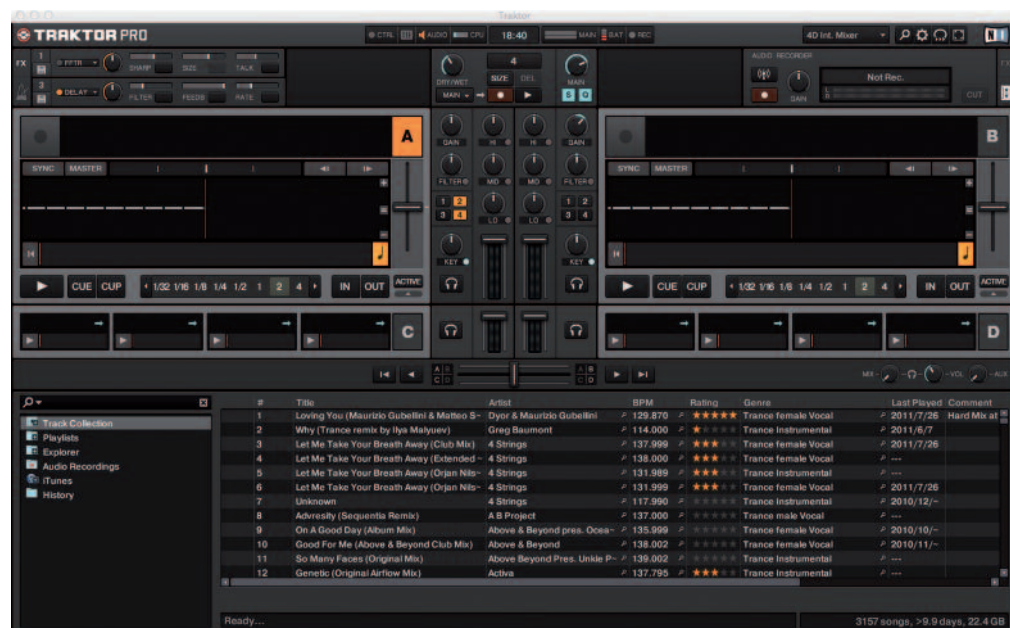 Traktor
TRAKTOR PRO
CTRL AUDIO CPU 18:40 MAIN BAT REC 4D Int. Mixer
FX 1 SHARP SIZE TALK
3 DELAY FILTER FEEDB RATE
DRY/WET 4 SIZE DEL MAIN
MAIN S Q
AUDIO RECORDER
GAIN L R Not Rec. CUT
A
SYNC MASTER
GAIN HI HI GAIN
FILTER MID MID FILTER
1 2 LO LO 1 2
3 4 3 4
KEY KEY
B
SYNC MASTER
CUE CUP 1/32 1/16 1/8 1/4 1/2 1 2 4 IN OUT ACTIVE
CUE CUP 1/32 1/16 1/8 1/4 1/2 1 2 4 IN OUT ACTIVE
C
D
A B A B
C D C D
MIX VOL AUX
Track Collection
Playlists
Explorer
Audio Recordings
iTunes
History
# Title Artist BPM Rating Genre Last Played Comment
1 Loving You (Maurizio Gubellini & Matteo S~ Dyor & Maurizio Gubellini 129.870 ★★★★★ Trance female Vocal 2011/7/26 Hard Mix at
2 Why (Trance remix by Ilya Malyuev) Greg Baumont 114.000 ★ Trance female Vocal 2011/6/7
3 Let Me Take Your Breath Away (Club Mix) 4 Strings 137.999 ★★★ Trance female Vocal 2011/7/26
4 Let Me Take Your Breath Away (Extended ~ 4 Strings 138.000 ★★★ Trance female Vocal ---
5 Let Me Take Your Breath Away (Orjan Nils~ 4 Strings 131.989 ★★★ Trance Instrumental ---
6 Let Me Take Your Breath Away (Orjan Nils~ 4 Strings 131.999 ★★★ Trance female Vocal 2011/7/26
7 Unknown 4 Strings 117.990 Trance Instrumental 2010/12/~
8 Advresity (Sequentia Remix) A B Project 137.000 Trance male Vocal ---
9 On A Good Day (Album Mix) Above & Beyond pres. Ocea~ 135.999 Trance female Vocal 2010/10/~
10 Good For Me (Above & Beyond Club Mix) Above & Beyond 138.002 Trance female Vocal 2010/11/~
11 So Many Faces (Original Mix) Above Beyond Pres. Unkle P~ 139.002 Trance Instrumental ---
12 Genetic (Original Airflow Mix) Activa 137.795 ★★★ Trance Instrumental ---
Ready... 3157 songs, >9.9 days, 22.4 GB